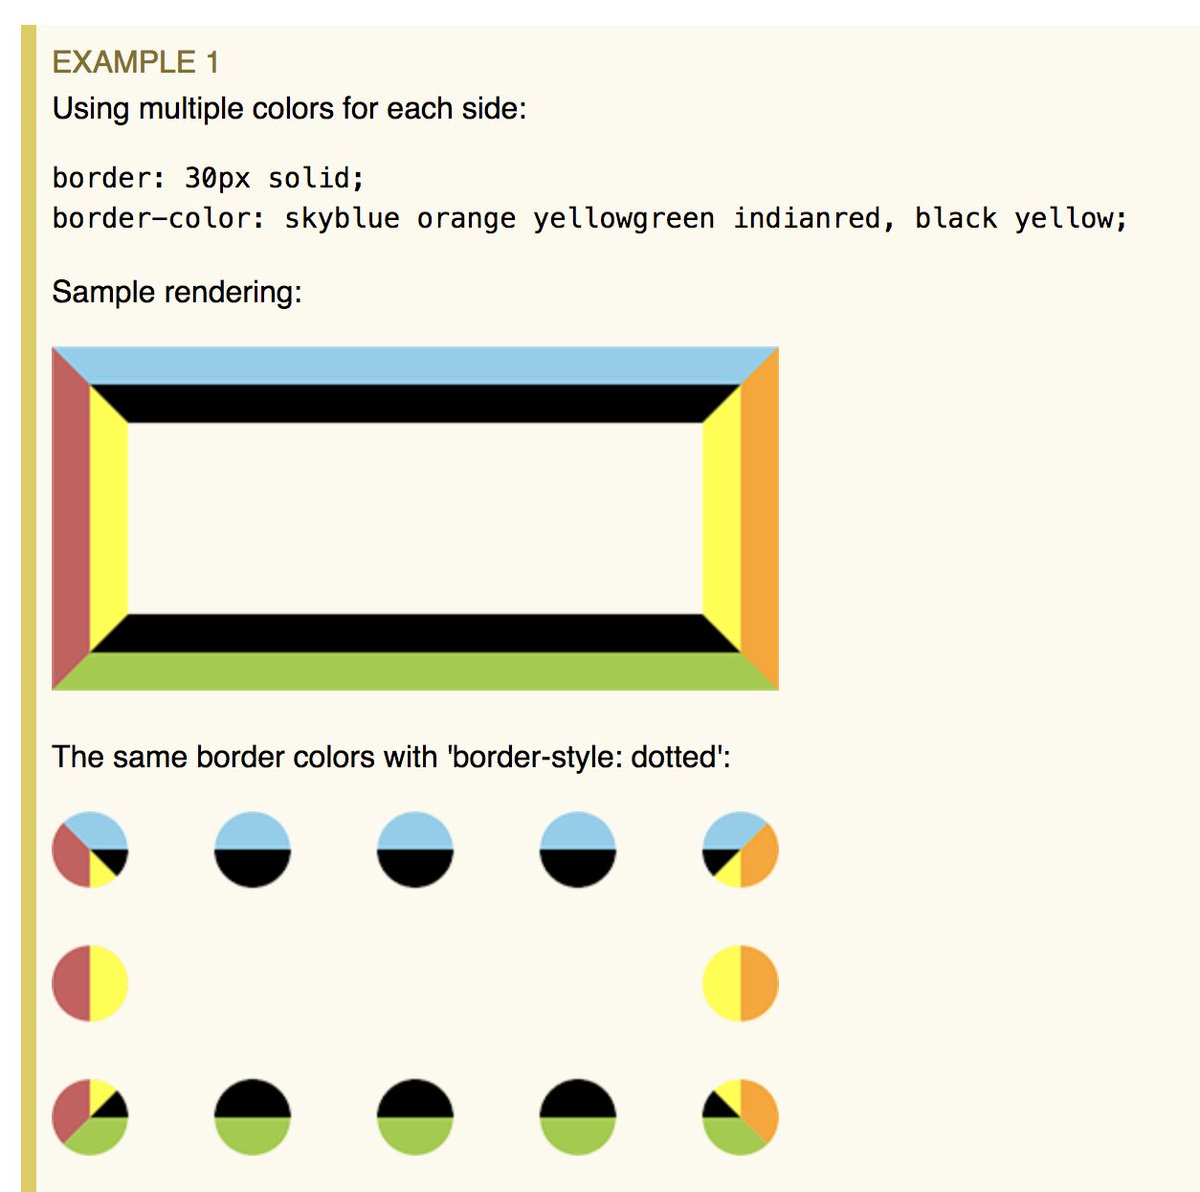 EXAMPLE 1
Using multiple colors for each side:
border: 30px solid;
border-color: skyblue orange yellowgreen indianred, black yellow;
Sample rendering:
The same border colors with 'border-style: dotted':